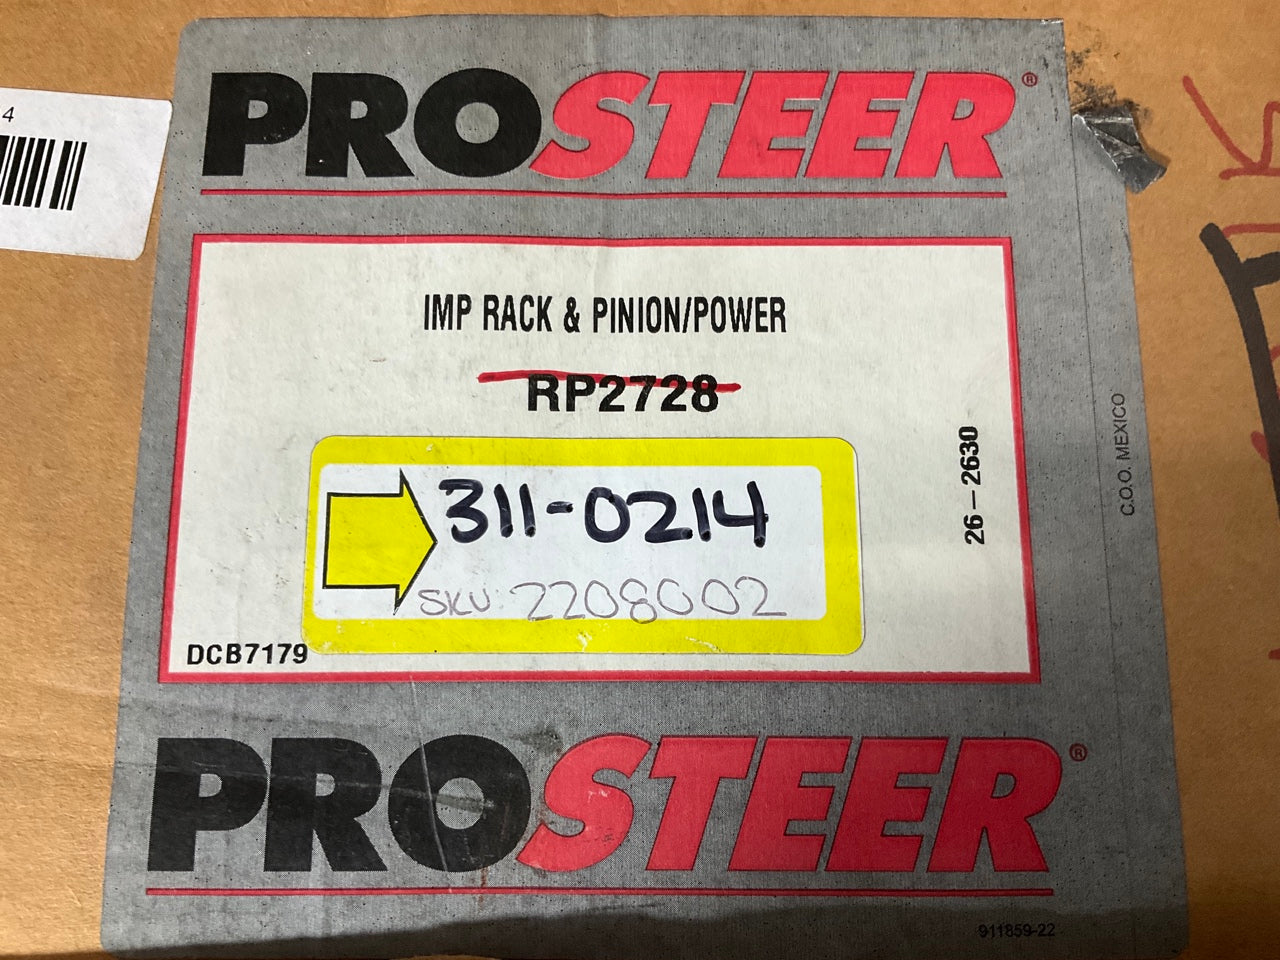 4
PROSTEER®
IMP RACK & PINION/POWER
RP2728
311-0214
SKU: 2208002
DCB7179
26-2630
C.O.O. MEXICO
PROSTEER®
911859-22